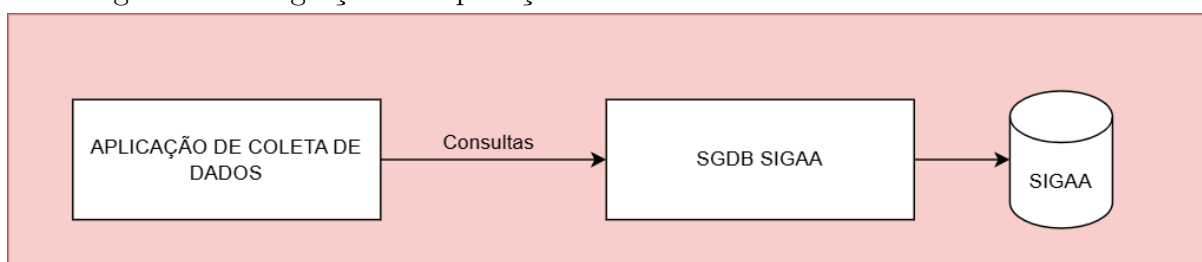 APLICAÇÃO DE COLETA DE
DADOS
Consultas
SGDB SIGAA
SIGAA